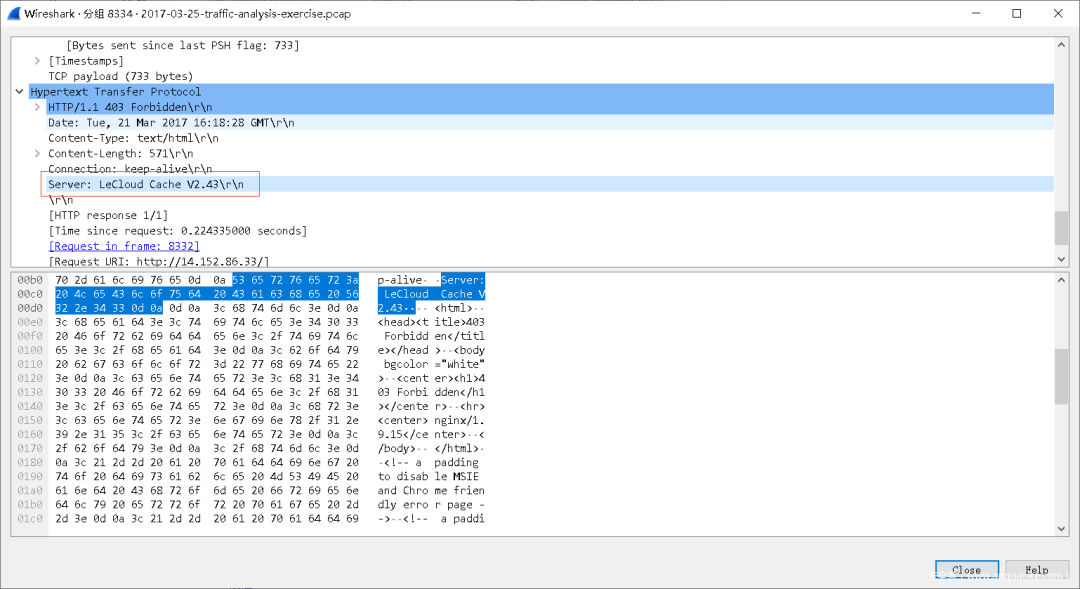 Wireshark · 分组 8334 · 2017-03-25-traffic-analysis-exercise.pcap
[Bytes sent since last PSH flag: 733]
[Timestamps]
TCP payload (733 bytes)
Hypertext Transfer Protocol
HTTP/1.1 403 Forbidden\r\n
Date: Tue, 21 Mar 2017 16:18:28 GMT\r\n
Content-Type: text/html\r\n
Content-Length: 571\r\n
Connection: keep-alive\r\n
Server: LeCloud Cache V2.43\r\n
\r\n
[HTTP response 1/1]
[Time since request: 0.224335000 seconds]
[Request in frame: 8332]
[Request URI: http://14.152.86.33/]
00b0 70 2d 61 6c 69 76 65 0d 0a 53 65 72 76 65 72 3a p-alive· ·Server:
00c0 20 4c 65 43 6c 6f 75 64 20 43 61 63 68 65 20 56 LeCloud Cache V
00d0 32 2e 34 33 0d 0a 0d 0a 3c 68 74 6d 6c 3e 0d 0a 2.43···· <html>··
00e0 3c 68 65 61 64 3e 3c 74 69 74 6c 65 3e 34 30 33 <head><t itle>403
00f0 20 46 6f 72 62 69 64 64 65 6e 3c 2f 74 69 74 6c Forbidd en</titl
0100 65 3e 3c 2f 68 65 61 64 3e 0d 0a 3c 62 6f 64 79 e></head >··<body
0110 20 62 67 63 6f 6c 6f 72 3d 22 77 68 69 74 65 22 bgcolor ="white"
0120 3e 0d 0a 3c 63 65 6e 74 65 72 3e 3c 68 31 3e 34 >··<cent er><h1>4
0130 30 33 20 46 6f 72 62 69 64 64 65 6e 3c 2f 68 31 03 Forbi dden</h1
0140 3e 3c 2f 63 65 6e 74 65 72 3e 0d 0a 3c 68 72 3e ></cente r>··<hr>
0150 3c 63 65 6e 74 65 72 3e 6e 67 69 6e 78 2f 31 2e <center> nginx/1.
0160 39 2e 31 35 3c 2f 63 65 6e 74 65 72 3e 0d 0a 3c 9.15</ce nter>··<
0170 2f 62 6f 64 79 3e 0d 0a 3c 2f 68 74 6d 6c 3e 0d /body>·· </html>·
0180 0a 3c 21 2d 2d 20 61 20 70 61 64 64 69 6e 67 20 ·<!-- a padding
0190 74 6f 20 64 69 73 61 62 6c 65 20 4d 53 49 45 20 to disab le MSIE
01a0 61 6e 64 20 43 68 72 6f 6d 65 20 66 72 69 65 6e and Chro me frien
01b0 64 6c 79 20 65 72 72 6f 72 20 70 61 67 65 20 2d dly erro r page -
01c0 2d 3e 0d 0a 3c 21 2d 2d 20 61 20 70 61 64 64 69 ->··<!-- a paddi
Close
Help